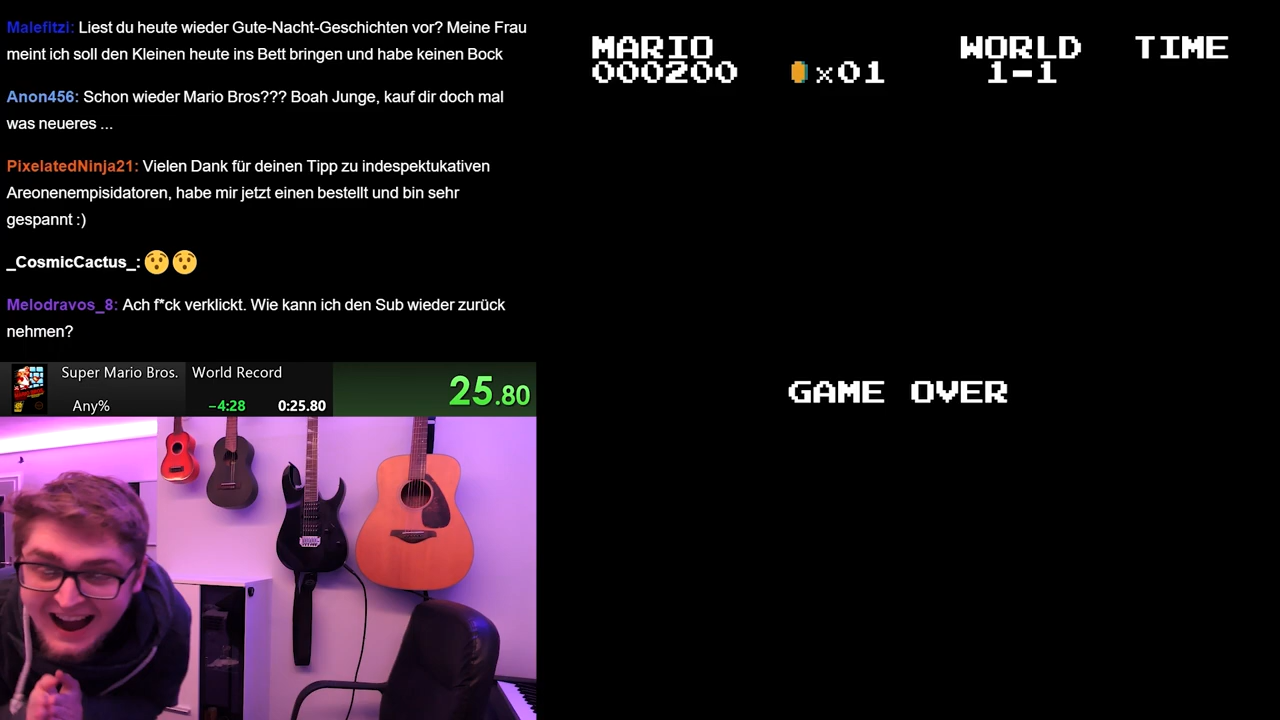 Malefitzi: Liest du heute wieder Gute-Nacht-Geschichten vor? Meine Frau
meint ich soll den Kleinen heute ins Bett bringen und habe keinen Bock
Anon456: Schon wieder Mario Bros??? Boah Junge, kauf dir doch mal
was neueres ...
PixelatedNinja21: Vielen Dank für deinen Tipp zu indespektukativen
Areonenempisidatoren, habe mir jetzt einen bestellt und bin sehr
gespannt :)
_CosmicCactus_: 😯😯
Melodravos_8: Ach f*ck verklickt. Wie kann ich den Sub wieder zurück
nehmen?
Super Mario Bros. World Record
Any% −4:28 0:25.80
25.80
MARIO WORLD TIME
000200 x01 1-1
GAME OVER